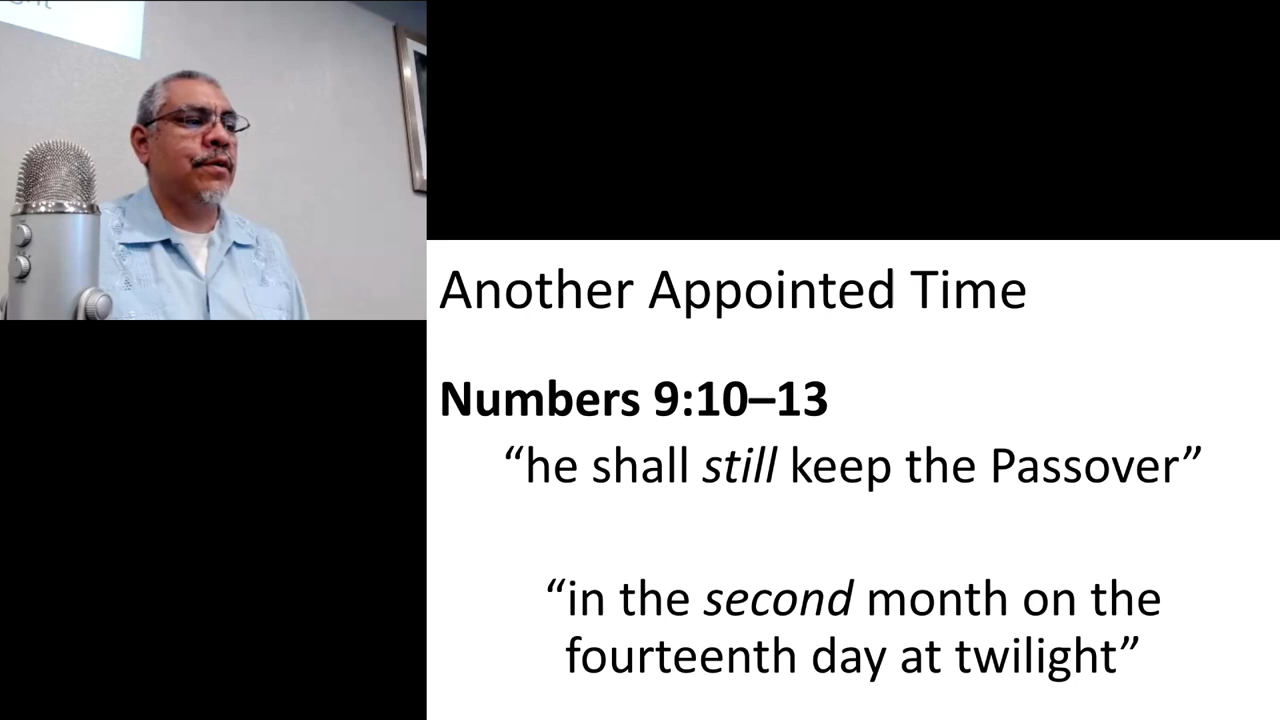 Another Appointed Time
Numbers 9:10–13
“he shall still keep the Passover”
“in the second month on the
fourteenth day at twilight”